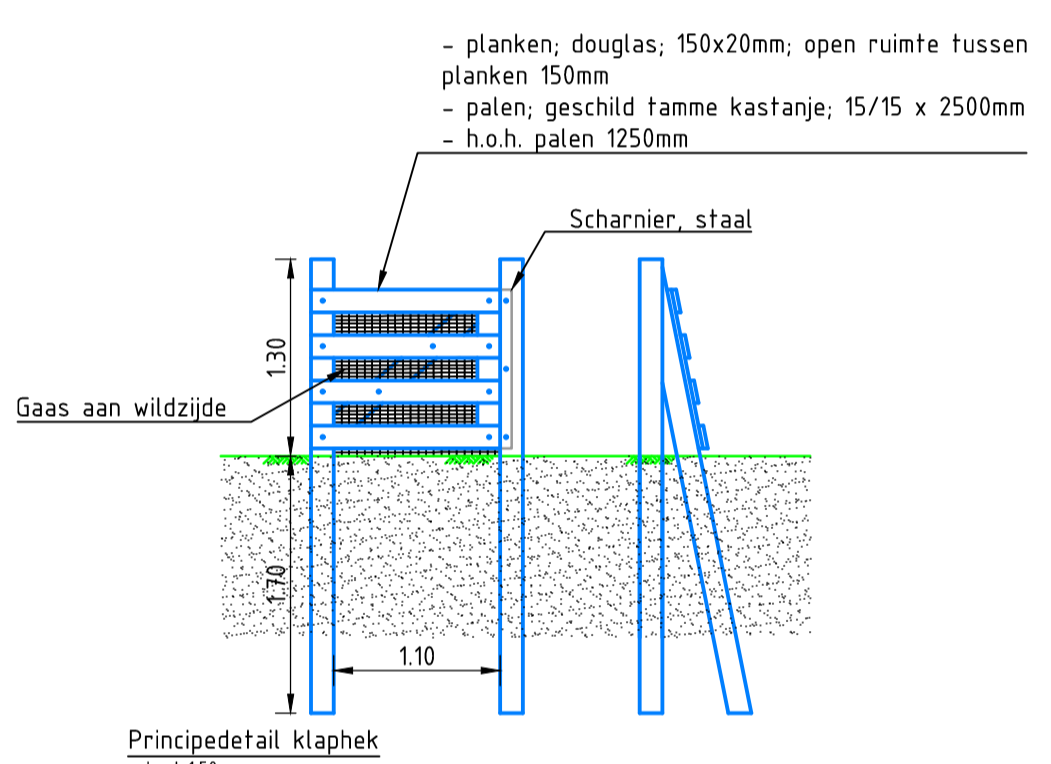 - planken; douglas; 150x20mm; open ruimte tussen
planken 150mm
- palen; geschild tamme kastanje; 15/15 x 2500mm
- h.o.h. palen 1250mm
Scharnier, staal
1.30
Gaas aan wildzijde
1.70
1.10
Principedetail klaphek